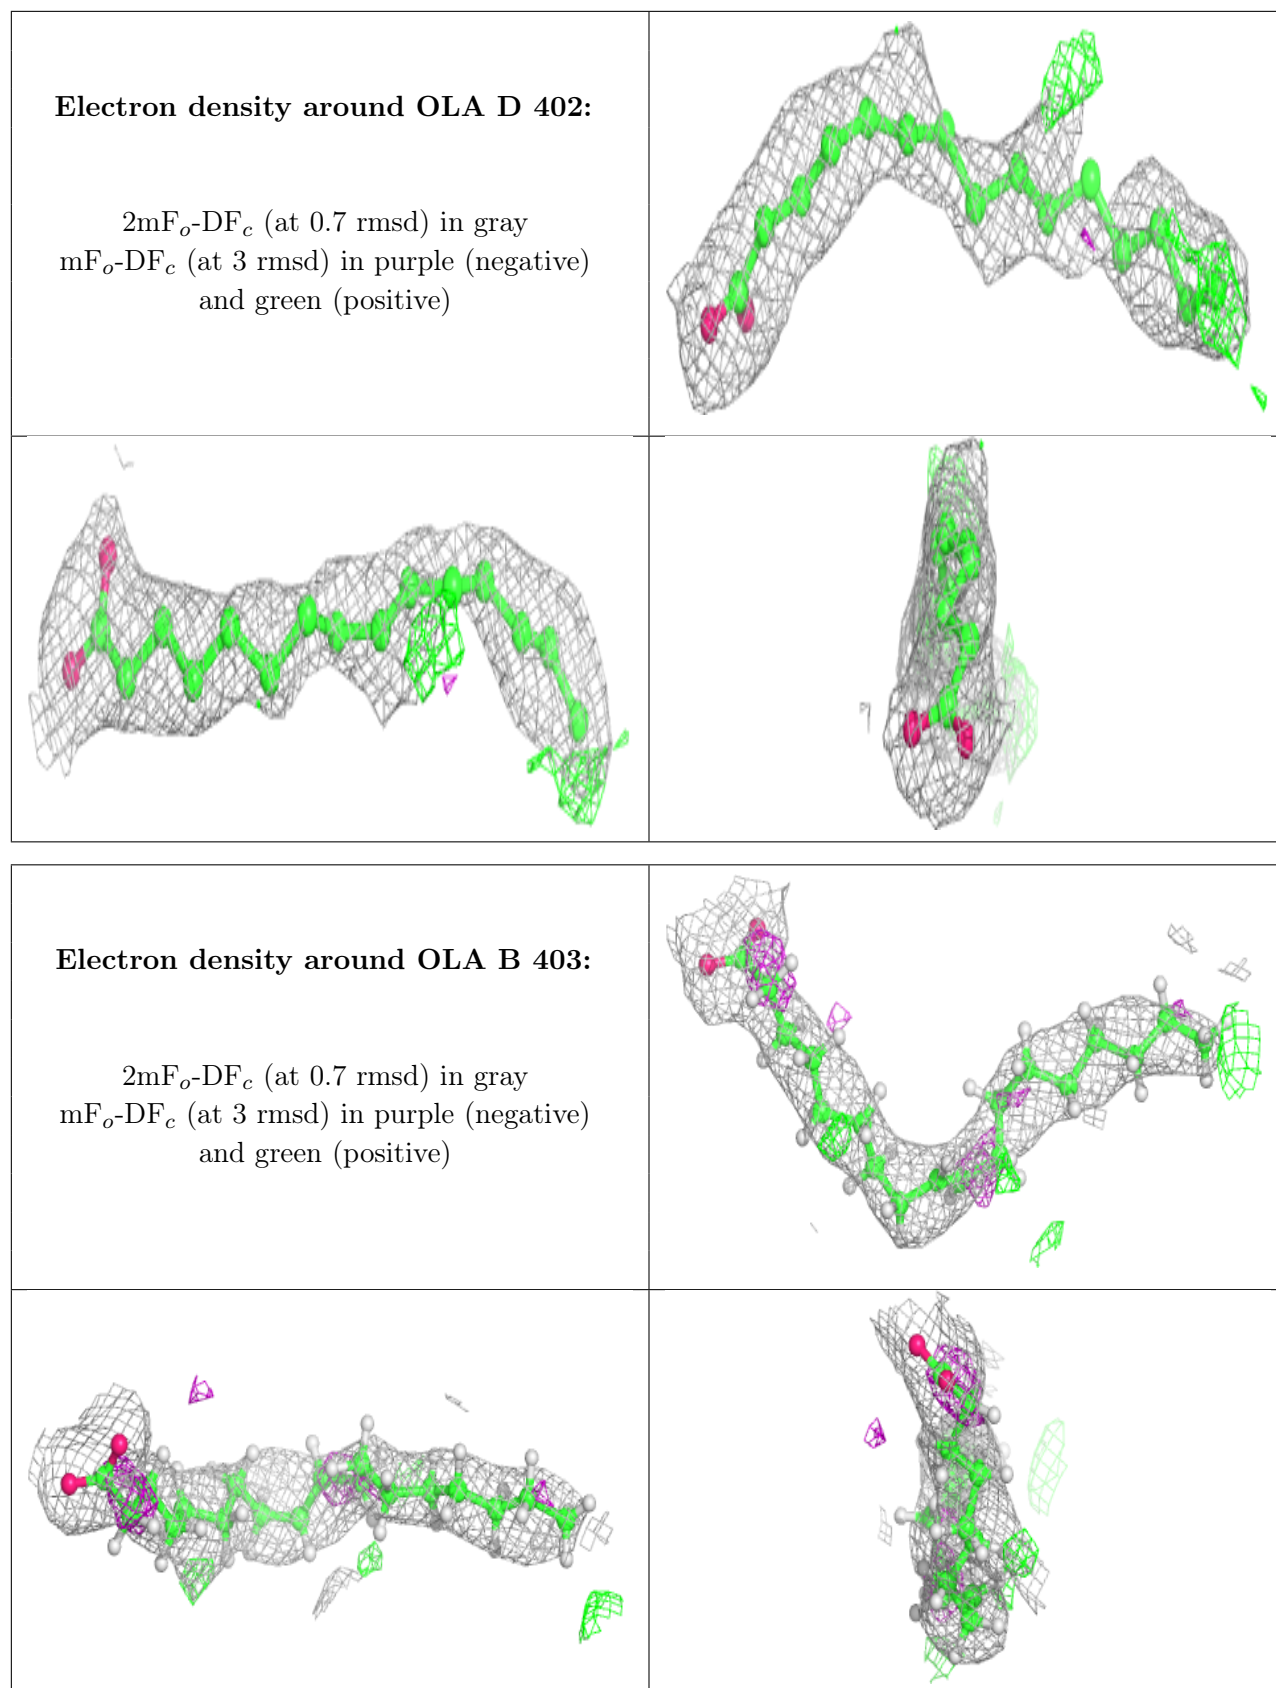 Electron density around OLA D 402:
2mFo-DFc (at 0.7 rmsd) in gray
mFo-DFc (at 3 rmsd) in purple (negative)
and green (positive)
Electron density around OLA B 403:
2mFo-DFc (at 0.7 rmsd) in gray
mFo-DFc (at 3 rmsd) in purple (negative)
and green (positive)